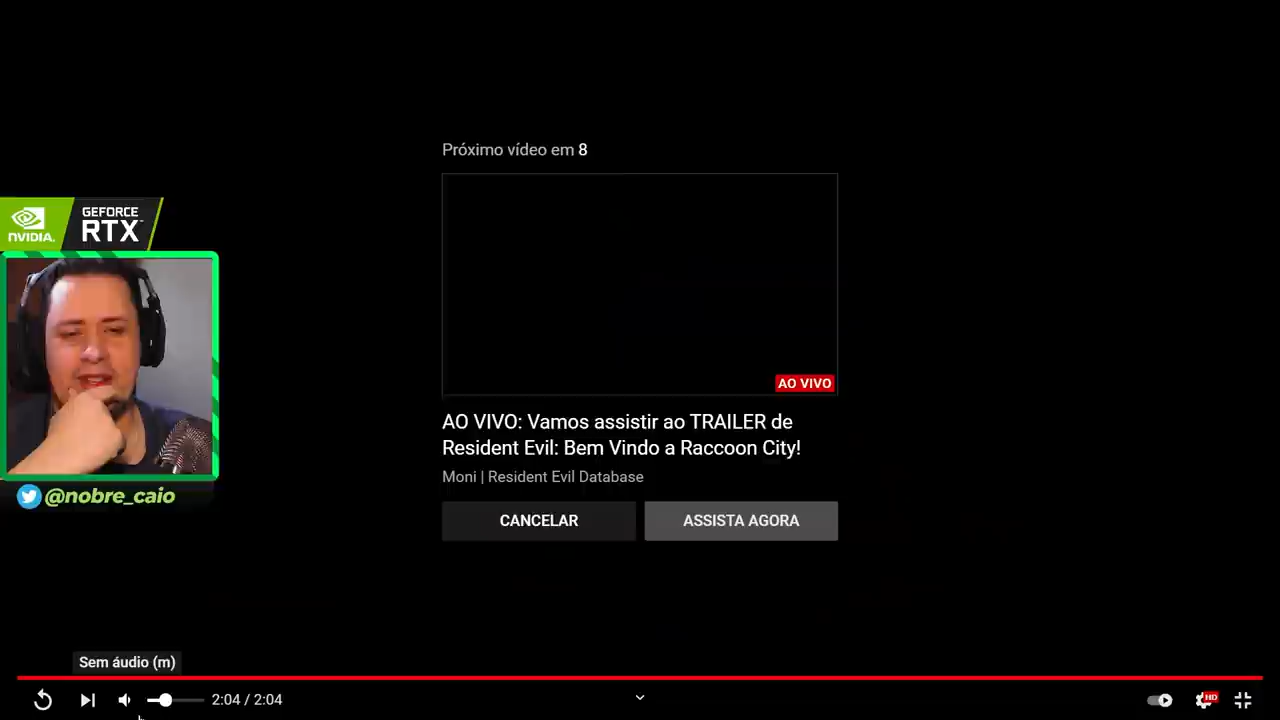 Próximo vídeo em 8
NVIDIA.
GEFORCE
RTX
AO VIVO
AO VIVO: Vamos assistir ao TRAILER de
Resident Evil: Bem Vindo a Raccoon City!
Moni | Resident Evil Database
@nobre_caio
CANCELAR
ASSISTA AGORA
Sem áudio (m)
2:04 / 2:04
HD